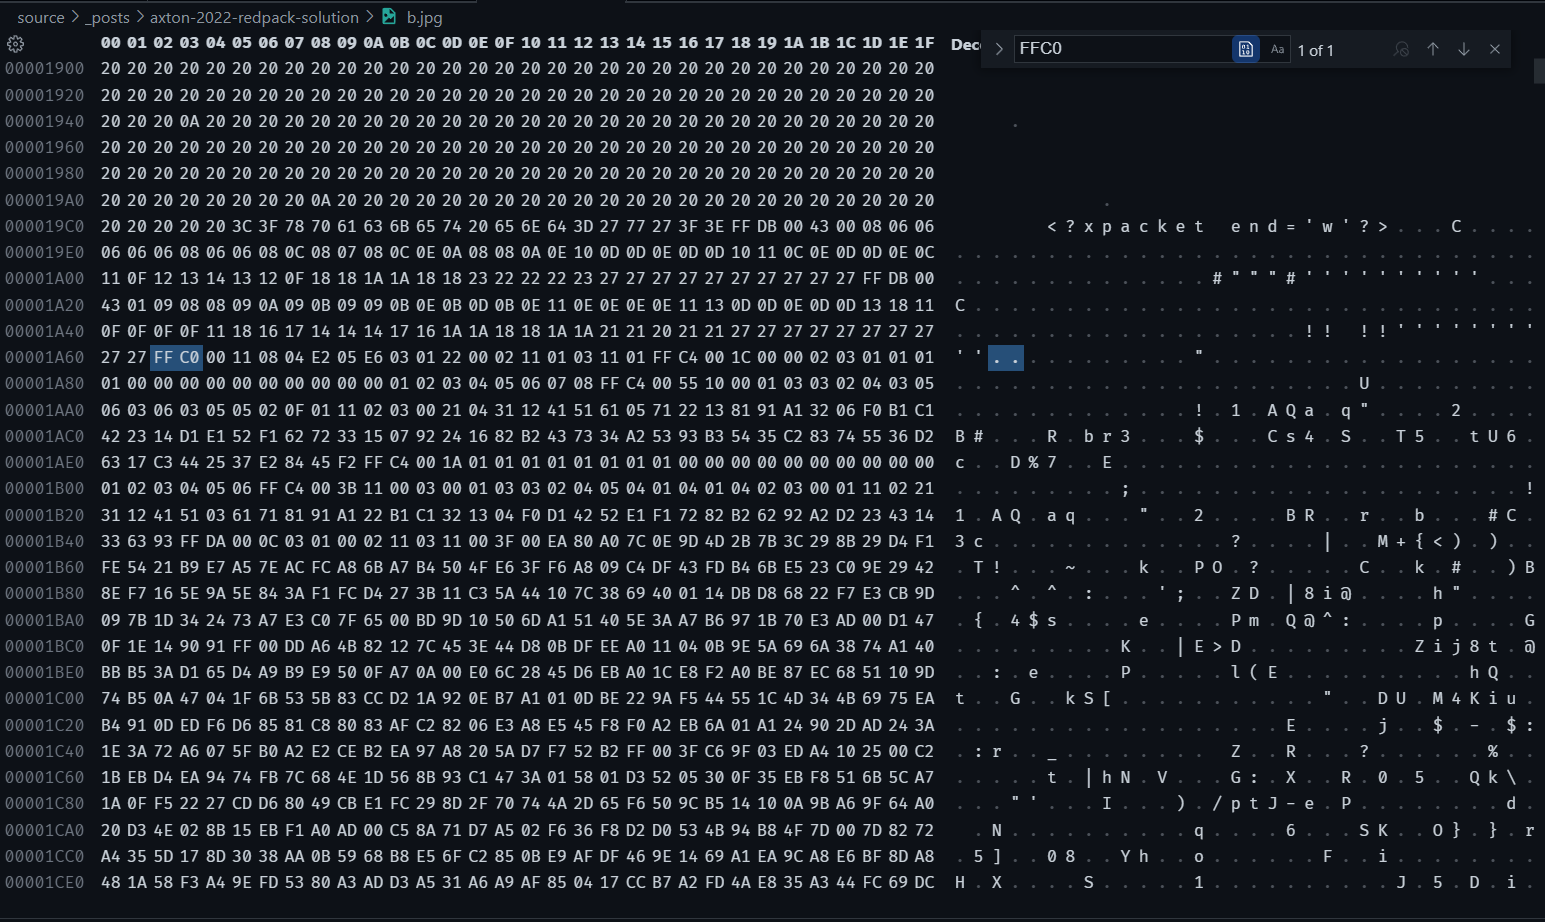 source > _posts > axton-2022-redpack-solution > b.jpg
00 01 02 03 04 05 06 07 08 09 0A 0B 0C 0D 0E 0F 10 11 12 13 14 15 16 17 18 19 1A 1B 1C 1D 1E 1F Dec
FFC0 Aa 1 of 1
00001900 20 20 20 20 20 20 20 20 20 20 20 20 20 20 20 20 20 20 20 20 20 20 20 20 20 20 20 20 20 20 20 20
00001920 20 20 20 20 20 20 20 20 20 20 20 20 20 20 20 20 20 20 20 20 20 20 20 20 20 20 20 20 20 20 20 20
00001940 20 20 20 0A 20 20 20 20 20 20 20 20 20 20 20 20 20 20 20 20 20 20 20 20 20 20 20 20 20 20 20 20 .
00001960 20 20 20 20 20 20 20 20 20 20 20 20 20 20 20 20 20 20 20 20 20 20 20 20 20 20 20 20 20 20 20 20
00001980 20 20 20 20 20 20 20 20 20 20 20 20 20 20 20 20 20 20 20 20 20 20 20 20 20 20 20 20 20 20 20 20
000019A0 20 20 20 20 20 20 20 20 0A 20 20 20 20 20 20 20 20 20 20 20 20 20 20 20 20 20 20 20 20 20 20 20 .
000019C0 20 20 20 20 20 3C 3F 78 70 61 63 6B 65 74 20 65 6E 64 3D 27 77 27 3F 3E FF DB 00 43 00 08 06 06 <?xpacket end='w'?>...C....
000019E0 06 06 06 08 06 06 08 0C 08 07 08 0C 0E 0A 08 08 0A 0E 10 0D 0D 0E 0D 0D 10 11 0C 0E 0D 0D 0E 0C ................................
00001A00 11 0F 12 13 14 13 12 0F 18 18 1A 1A 18 18 23 22 22 22 23 27 27 27 27 27 27 27 27 27 27 FF DB 00 ..............#"""#''''''''''...
00001A20 43 01 09 08 08 09 0A 09 0B 09 09 0B 0E 0B 0D 0B 0E 11 0E 0E 0E 0E 11 13 0D 0D 0E 0D 0D 13 18 11 C...............................
00001A40 0F 0F 0F 0F 11 18 16 17 14 14 14 17 16 1A 1A 18 18 1A 1A 21 21 20 21 21 27 27 27 27 27 27 27 27 ...................!! !!''''''''
00001A60 27 27 FF C0 00 11 08 04 E2 05 E6 03 01 22 00 02 11 01 03 11 01 FF C4 00 1C 00 00 02 03 01 01 01 ''..........."..................
00001A80 01 00 00 00 00 00 00 00 00 00 00 01 02 03 04 05 06 07 08 FF C4 00 55 10 00 01 03 03 02 04 03 05 ......................U.........
00001AA0 06 03 06 03 05 05 02 0F 01 11 02 03 00 21 04 31 12 41 51 61 05 71 22 13 81 91 A1 32 06 F0 B1 C1 .............!.1.AQa.q"....2....
00001AC0 42 23 14 D1 E1 52 F1 62 72 33 15 07 92 24 16 82 B2 43 73 34 A2 53 93 B3 54 35 C2 83 74 55 36 D2 B#...R.br3...$...Cs4.S..T5..tU6.
00001AE0 63 17 C3 44 25 37 E2 84 45 F2 FF C4 00 1A 01 01 01 01 01 01 01 01 00 00 00 00 00 00 00 00 00 00 c..D%7..E.......................
00001B00 01 02 03 04 05 06 FF C4 00 3B 11 00 03 00 01 03 03 02 04 05 04 01 04 01 04 02 03 00 01 11 02 21 .........;.....................!
00001B20 31 12 41 51 03 61 71 81 91 A1 22 B1 C1 32 13 04 F0 D1 42 52 E1 F1 72 82 B2 62 92 A2 D2 23 43 14 1.AQ.aq..."..2....BR..r..b...#C.
00001B40 33 63 93 FF DA 00 0C 03 01 00 02 11 03 11 00 3F 00 EA 80 A0 7C 0E 9D 4D 2B 7B 3C 29 8B 29 D4 F1 3c.............?....|..M+{<).)..
00001B60 FE 54 21 B9 E7 A5 7E AC FC A8 6B A7 B4 50 4F E6 3F F6 A8 09 C4 DF 43 FD B4 6B E5 23 C0 9E 29 42 .T!...~...k..PO.?.....C..k.#..)B
00001B80 8E F7 16 5E 9A 5E 84 3A F1 FC D4 27 3B 11 C3 5A 44 10 7C 38 69 40 01 14 DB D8 68 22 F7 E3 CB 9D ...^.^.:...';..ZD.|8i@....h"....
00001BA0 09 7B 1D 34 24 73 A7 E3 C0 7F 65 00 BD 9D 10 50 6D A1 51 40 5E 3A A7 B6 97 1B 70 E3 AD 00 D1 47 .{.4$s....e....Pm.Q@^:....p....G
00001BC0 0F 1E 14 90 91 FF 00 DD A6 4B 82 12 7C 45 3E 44 D8 0B DF EE A0 11 04 0B 9E 5A 69 6A 38 74 A1 40 .........K..|E>D.........Zij8t.@
00001BE0 BB B5 3A D1 65 D4 A9 B9 E9 50 0F A7 0A 00 E6 6C 28 45 D6 EB A0 1C E8 F2 A0 BE 87 EC 68 51 10 9D ..:.e....P.....l(E..........hQ..
00001C00 74 B5 0A 47 04 1F 6B 53 5B 83 CC D2 1A 92 0E B7 A1 01 0D BE 22 9A F5 44 55 1C 4D 34 4B 69 75 EA t..G..kS[..........."..DU.M4Kiu.
00001C20 B4 91 0D ED F6 D6 85 81 C8 80 83 AF C2 82 06 E3 A8 E5 45 F8 F0 A2 EB 6A 01 A1 24 90 2D AD 24 3A ..................E....j..$.-.$:
00001C40 1E 3A 72 A6 07 5F B0 A2 E2 CE B2 EA 97 A8 20 5A D7 F7 52 B2 FF 00 3F C6 9F 03 ED A4 10 25 00 C2 .:r.._........ Z..R...?......%..
00001C60 1B EB D4 EA 94 74 FB 7C 68 4E 1D 56 8B 93 C1 47 3A 01 58 01 D3 52 05 30 0F 35 EB F8 51 6B 5C A7 .....t.|hN.V...G:.X..R.0.5..Qk\.
00001C80 1A 0F F5 22 27 CD D6 80 49 CB E1 FC 29 8D 2F 70 74 4A 2D 65 F6 50 9C B5 14 10 0A 9B A6 9F 64 A0 ..."'...I...)./ptJ-e.P........d.
00001CA0 20 D3 4E 02 8B 15 EB F1 A0 AD 00 C5 8A 71 D7 A5 02 F6 36 F8 D2 D0 53 4B 94 B8 4F 7D 00 7D 82 72 .N..........q....6...SK..O}.}.r
00001CC0 A4 35 5D 17 8D 30 38 AA 0B 59 68 B8 E5 6F C2 85 0B E9 AF DF 46 9E 14 69 A1 EA 9C A8 E6 BF 8D A8 .5]..08..Yh..o......F..i........
00001CE0 48 1A 58 F3 A4 9E FD 53 80 A3 AD D3 A5 31 A6 A9 AF 85 04 17 CC B7 A2 FD 4A E8 35 A3 44 FC 69 DC H.X....S.....1.........J.5.D.i.